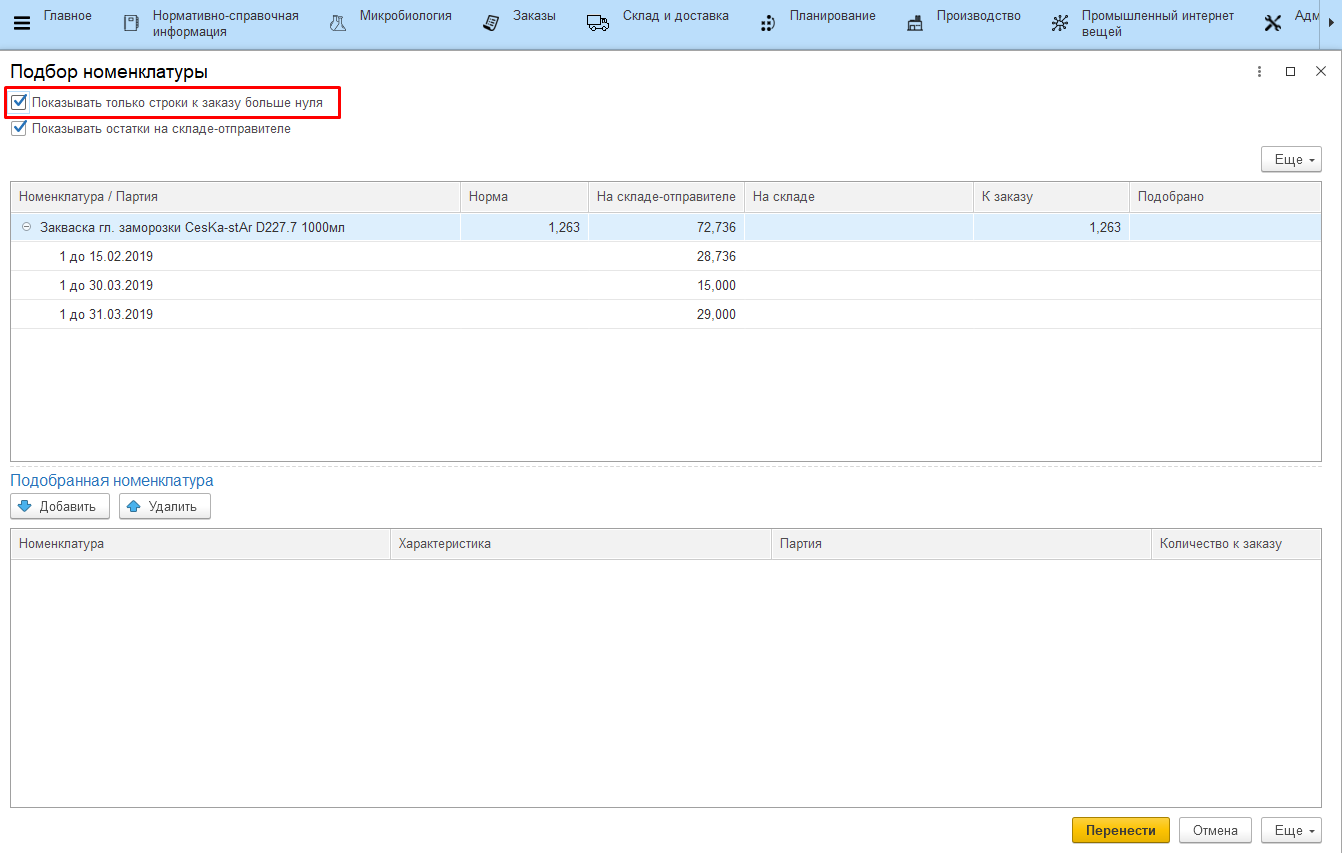 Главное
Нормативно-справочная
информация
Микробиология
Заказы
Склад и доставка
Планирование
Производство
Промышленный интернет
вещей
Адм
Подбор номенклатуры
Показывать только строки к заказу больше нуля
Показывать остатки на складе-отправителе
Еще
Номенклатура / Партия Норма На складе-отправителе На складе К заказу Подобрано
Закваска гл. заморозки CesKa-stAr D227.7 1000мл 1,263 72,736 1,263
1 до 15.02.2019 28,736
1 до 30.03.2019 15,000
1 до 31.03.2019 29,000
Подобранная номенклатура
Добавить Удалить
Номенклатура Характеристика Партия Количество к заказу
Перенести Отмена Еще